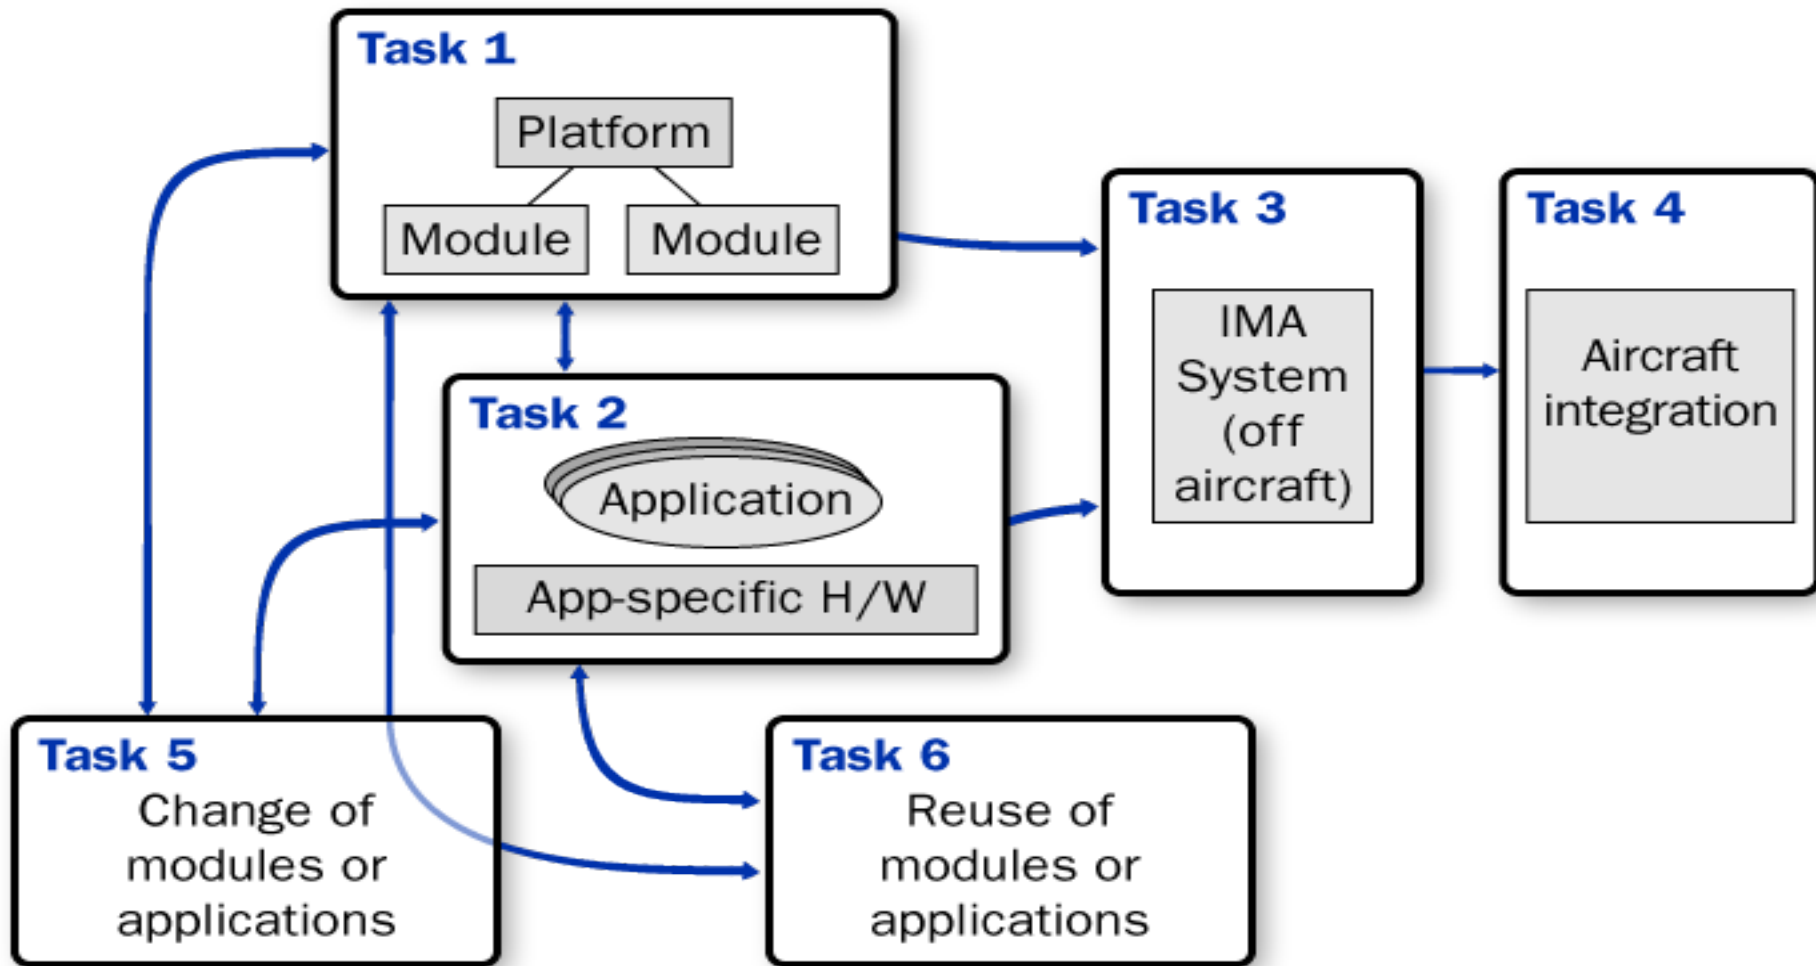 Task 1
Platform
Module
Module
Task 2
Application
App-specific H/W
Task 3
IMA
System
(off
aircraft)
Task 4
Aircraft
integration
Task 5
Change of
modules or
applications
Task 6
Reuse of
modules or
applications